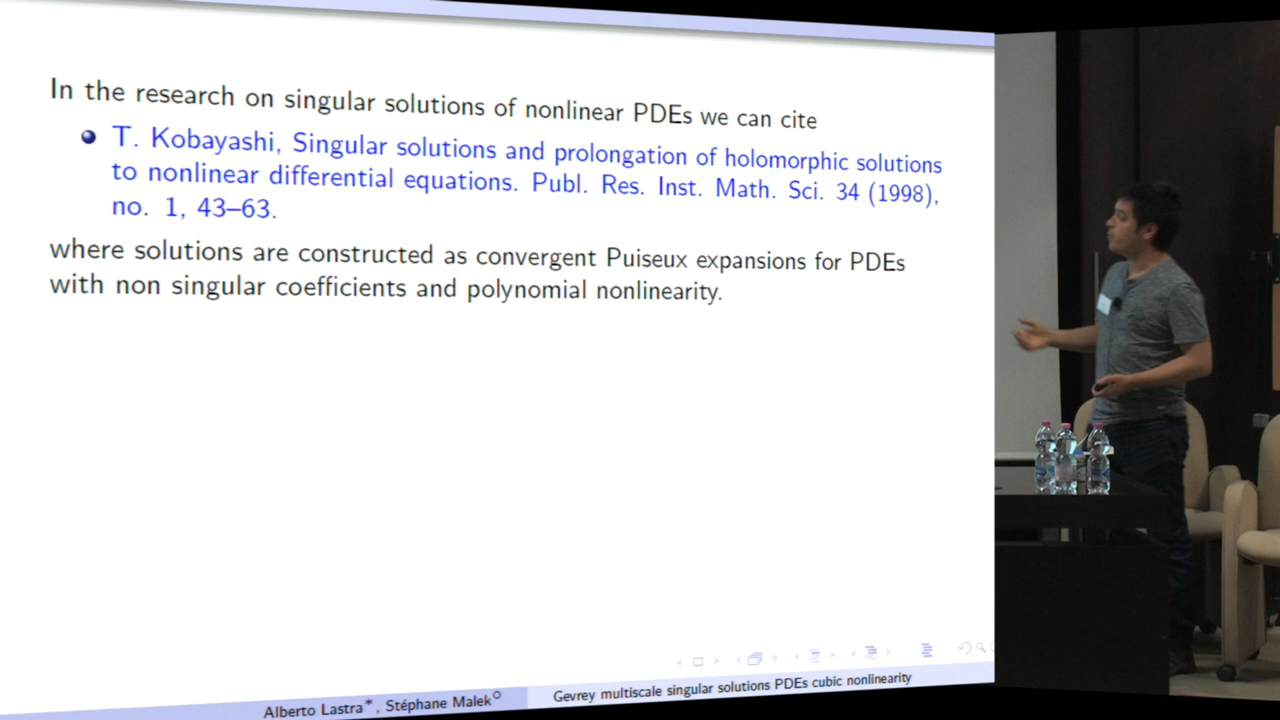 In the research on singular solutions of nonlinear PDEs we can cite
T. Kobayashi, Singular solutions and prolongation of holomorphic solutions
to nonlinear differential equations. Publ. Res. Inst. Math. Sci. 34 (1998),
no. 1, 43–63.
where solutions are constructed as convergent Puiseux expansions for PDEs
with non singular coefficients and polynomial nonlinearity.
Alberto Lastra*, Stéphane Malek○
Gevrey multiscale singular solutions PDEs cubic nonlinearity